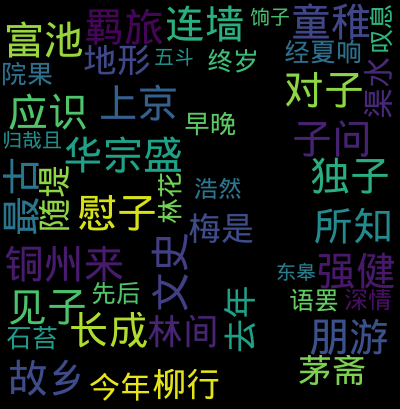 富池
羁旅
连墙
饷子
童稚
叹息
地形
五斗
终岁
经夏响
院果
上京
对子
渠水
应识
早晚
子问
归哉且
华宗盛
独子
最古
随堤
慰子
林花
浩然
所知
梅是
铜州来
文史
东皋
强健
见子
先后
去年
语罢
深情
石苔
长成
林间
朋游
故乡
今年
柳行
茅斋